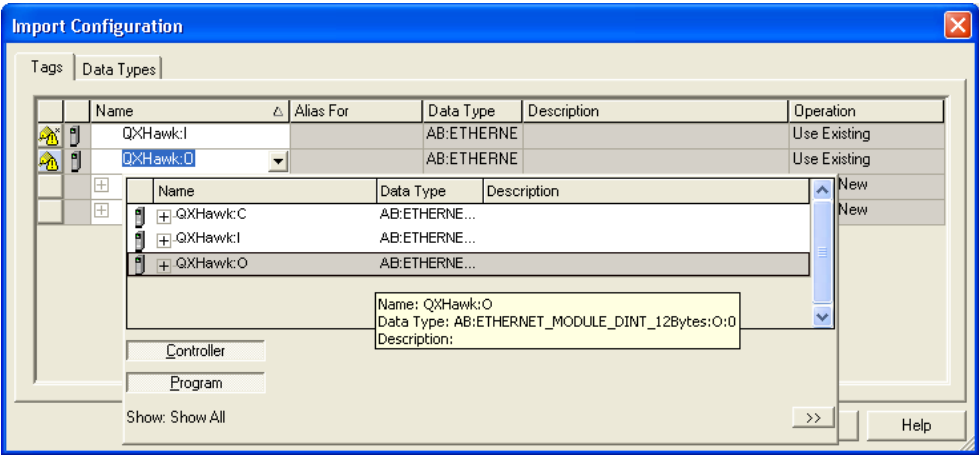 Import Configuration
Tags Data Types
Name Alias For Data Type Description Operation
QXHawk:I AB:ETHERNE Use Existing
QXHawk:O AB:ETHERNE Use Existing
New
New
Name Data Type Description
QXHawk:C AB:ETHERNE...
QXHawk:I AB:ETHERNE...
QXHawk:O AB:ETHERNE...
Name: QXHawk:O
Data Type: AB:ETHERNET_MODULE_DINT_12Bytes:O:0
Description:
Controller
Program
Show: Show All >>
Help